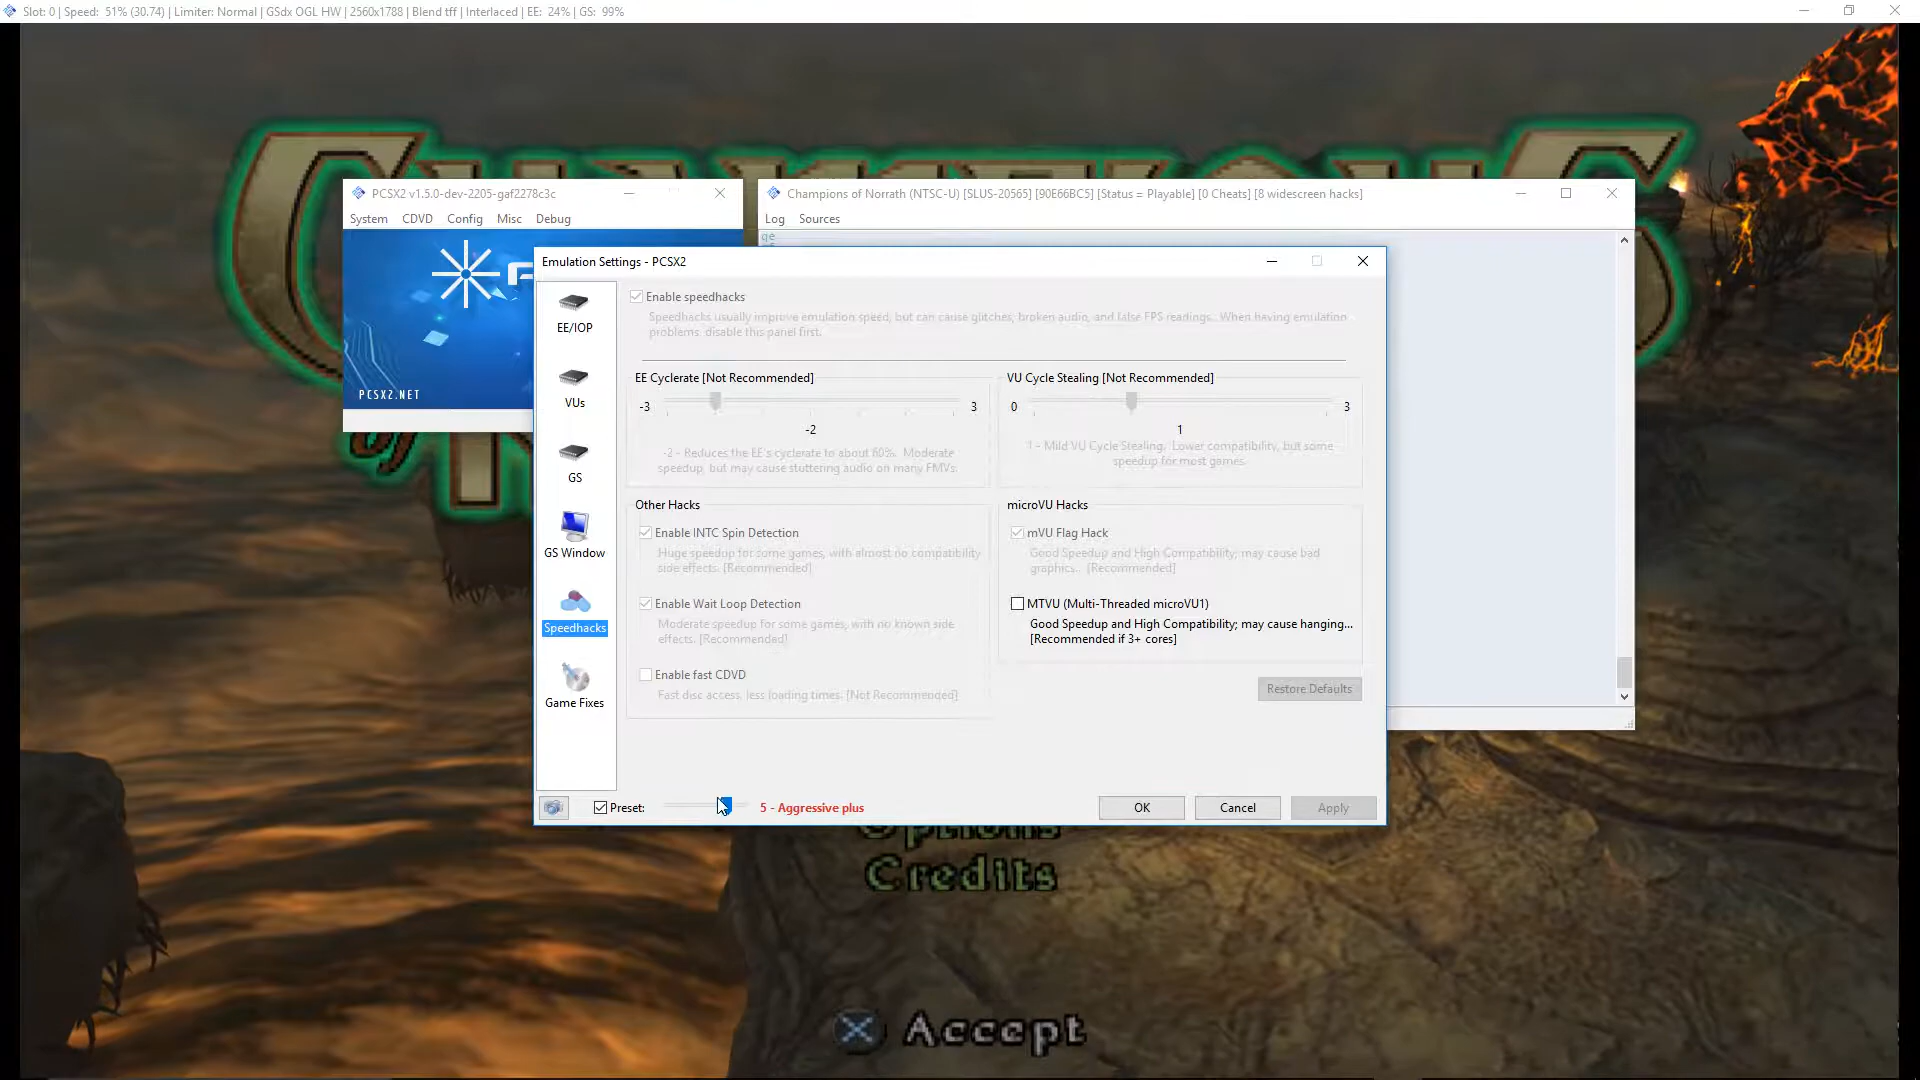 Slot: 0 | Speed: 51% (30.74) | Limiter: Normal | GSdx OGL HW | 2560x1788 | Blend tff | Interlaced | EE: 24% | GS: 99%
PCSX2 v1.5.0-dev-2205-gaf2278c3c
System CDVD Config Misc Debug
PCSX2.NET
Champions of Norrath (NTSC-U) [SLUS-20565] [90E66BC5] [Status = Playable] [0 Cheats] [8 widescreen hacks]
Log Sources
Emulation Settings - PCSX2
EE/IOP
VUs
GS
GS Window
Speedhacks
Game Fixes
Enable speedhacks
Speedhacks usually improve emulation speed, but can cause glitches, broken audio, and false FPS readings. When having emulation
problems, disable this panel first.
EE Cyclerate [Not Recommended]
-3
3
-2
-2 - Reduces the EE's cyclerate to about 60%. Moderate
speedup, but may cause stuttering audio on many FMVs.
VU Cycle Stealing [Not Recommended]
0
3
1
1 - Mild VU Cycle Stealing. Lower compatibility, but some
speedup for most games.
Other Hacks
Enable INTC Spin Detection
Huge speedup for some games, with almost no compatibility
side effects. [Recommended]
Enable Wait Loop Detection
Moderate speedup for some games, with no known side
effects. [Recommended]
Enable fast CDVD
Fast disc access, less loading times. [Not Recommended]
microVU Hacks
mVU Flag Hack
Good Speedup and High Compatibility; may cause bad
graphics... [Recommended]
MTVU (Multi-Threaded microVU1)
Good Speedup and High Compatibility; may cause hanging...
[Recommended if 3+ cores]
Restore Defaults
Preset:
5 - Aggressive plus
OK
Cancel
Apply
Options
Credits
Accept